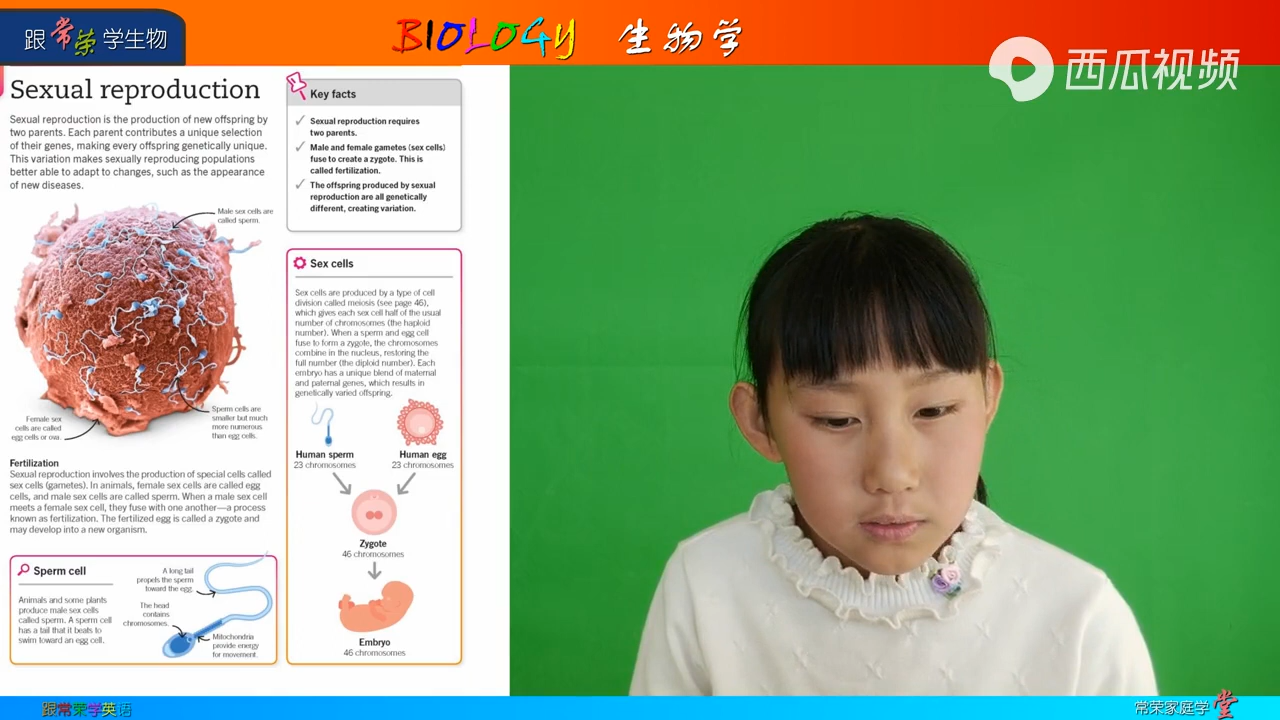 跟常荣学生物
BIOLOGY 生物学
西瓜视频
Sexual reproduction
Sexual reproduction is the production of new offspring by
two parents. Each parent contributes a unique selection
of their genes, making every offspring genetically unique.
This variation makes sexually reproducing populations
better able to adapt to changes, such as the appearance
of new diseases.
Male sex cells are
called sperm.
Female sex
cells are called
egg cells or ova.
Sperm cells are
smaller but much
more numerous
than egg cells.
Fertilization
Sexual reproduction involves the production of special cells called
sex cells (gametes). In animals, female sex cells are called egg
cells, and male sex cells are called sperm. When a male sex cell
meets a female sex cell, they fuse with one another—a process
known as fertilization. The fertilized egg is called a zygote and
may develop into a new organism.
Sperm cell
Animals and some plants
produce male sex cells
called sperm. A sperm cell
has a tail that it beats to
swim toward an egg cell.
A long tail
propels the sperm
toward the egg.
The head
contains
chromosomes.
Mitochondria
provide energy
for movement.
Key facts
✓ Sexual reproduction requires
two parents.
✓ Male and female gametes (sex cells)
fuse to create a zygote. This is
called fertilization.
✓ The offspring produced by sexual
reproduction are all genetically
different, creating variation.
Sex cells
Sex cells are produced by a type of cell
division called meiosis (see page 46),
which gives each sex cell half of the usual
number of chromosomes (the haploid
number). When a sperm and egg cell
fuse to form a zygote, the chromosomes
combine in the nucleus, restoring the
full number (the diploid number). Each
embryo has a unique blend of maternal
and paternal genes, which results in
genetically varied offspring.
Human sperm
23 chromosomes
Human egg
23 chromosomes
Zygote
46 chromosomes
Embryo
46 chromosomes
跟常荣学英语
常荣家庭学堂